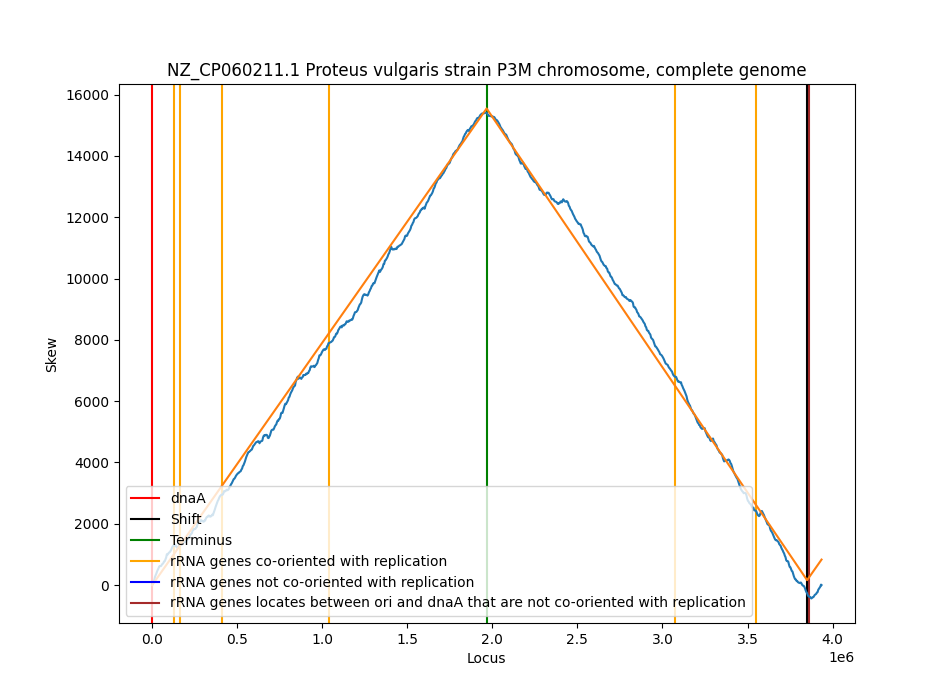 NZ_CP060211.1 Proteus vulgaris strain P3M chromosome, complete genome
16000
14000
12000
10000
8000
6000
4000
2000
0
Skew
dnaA
Shift
Terminus
rRNA genes co-oriented with replication
rRNA genes not co-oriented with replication
rRNA genes locates between ori and dnaA that are not co-oriented with replication
0.0 0.5 1.0 1.5 2.0 2.5 3.0 3.5 4.0
Locus 1e6